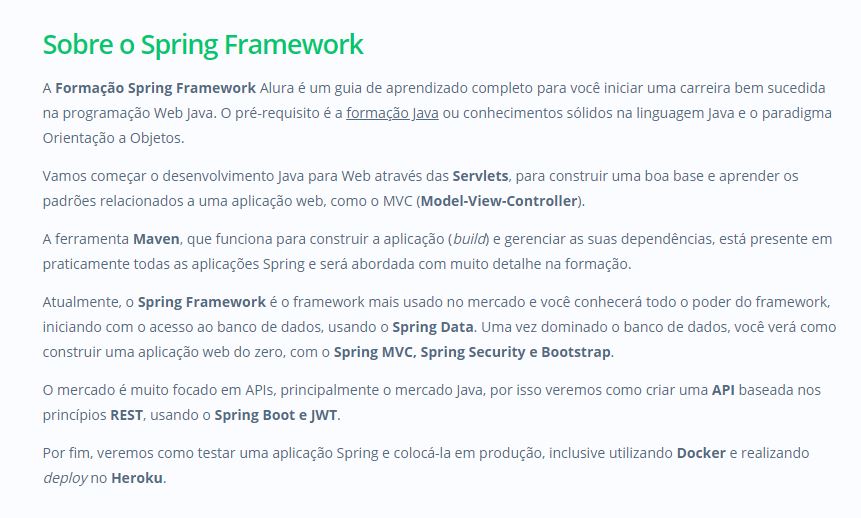 Sobre o Spring Framework
A Formação Spring Framework Alura é um guia de aprendizado completo para você iniciar uma carreira bem sucedida
na programação Web Java. O pré-requisito é a formação Java ou conhecimentos sólidos na linguagem Java e o paradigma
Orientação a Objetos.
Vamos começar o desenvolvimento Java para Web através das Servlets, para construir uma boa base e aprender os
padrões relacionados a uma aplicação web, como o MVC (Model-View-Controller).
A ferramenta Maven, que funciona para construir a aplicação (build) e gerenciar as suas dependências, está presente em
praticamente todas as aplicações Spring e será abordada com muito detalhe na formação.
Atualmente, o Spring Framework é o framework mais usado no mercado e você conhecerá todo o poder do framework,
iniciando com o acesso ao banco de dados, usando o Spring Data. Uma vez dominado o banco de dados, você verá como
construir uma aplicação web do zero, com o Spring MVC, Spring Security e Bootstrap.
O mercado é muito focado em APIs, principalmente o mercado Java, por isso veremos como criar uma API baseada nos
princípios REST, usando o Spring Boot e JWT.
Por fim, veremos como testar uma aplicação Spring e colocá-la em produção, inclusive utilizando Docker e realizando
deploy no Heroku.